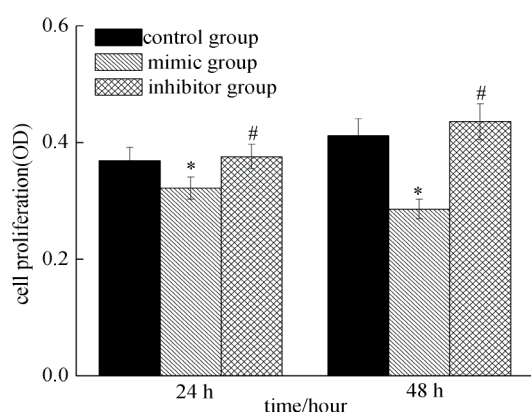 0.6
control group
mimic group
inhibitor group
#
#
0.4
*
*
0.2
0.0
cell proliferation(OD)
24 h
48 h
time/hour